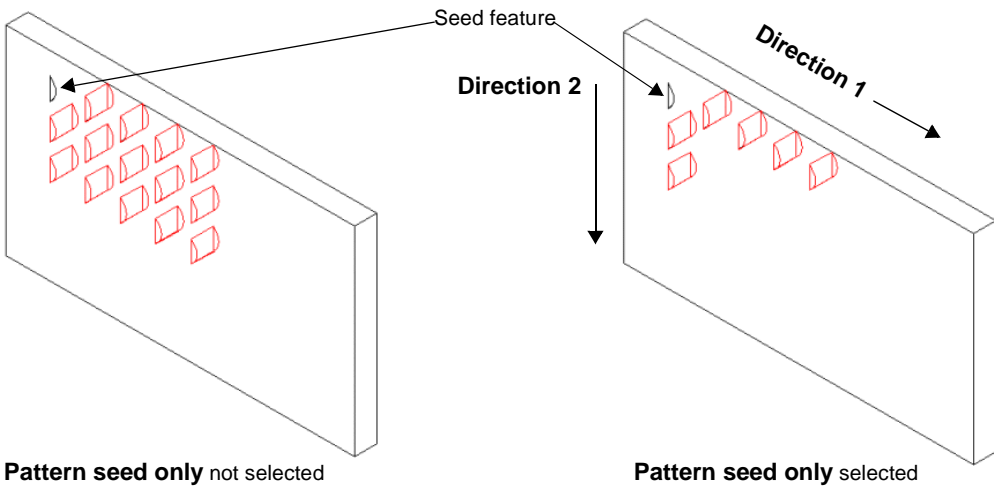 Seed feature
Direction 2
Direction 1
Pattern seed only not selected
Pattern seed only selected